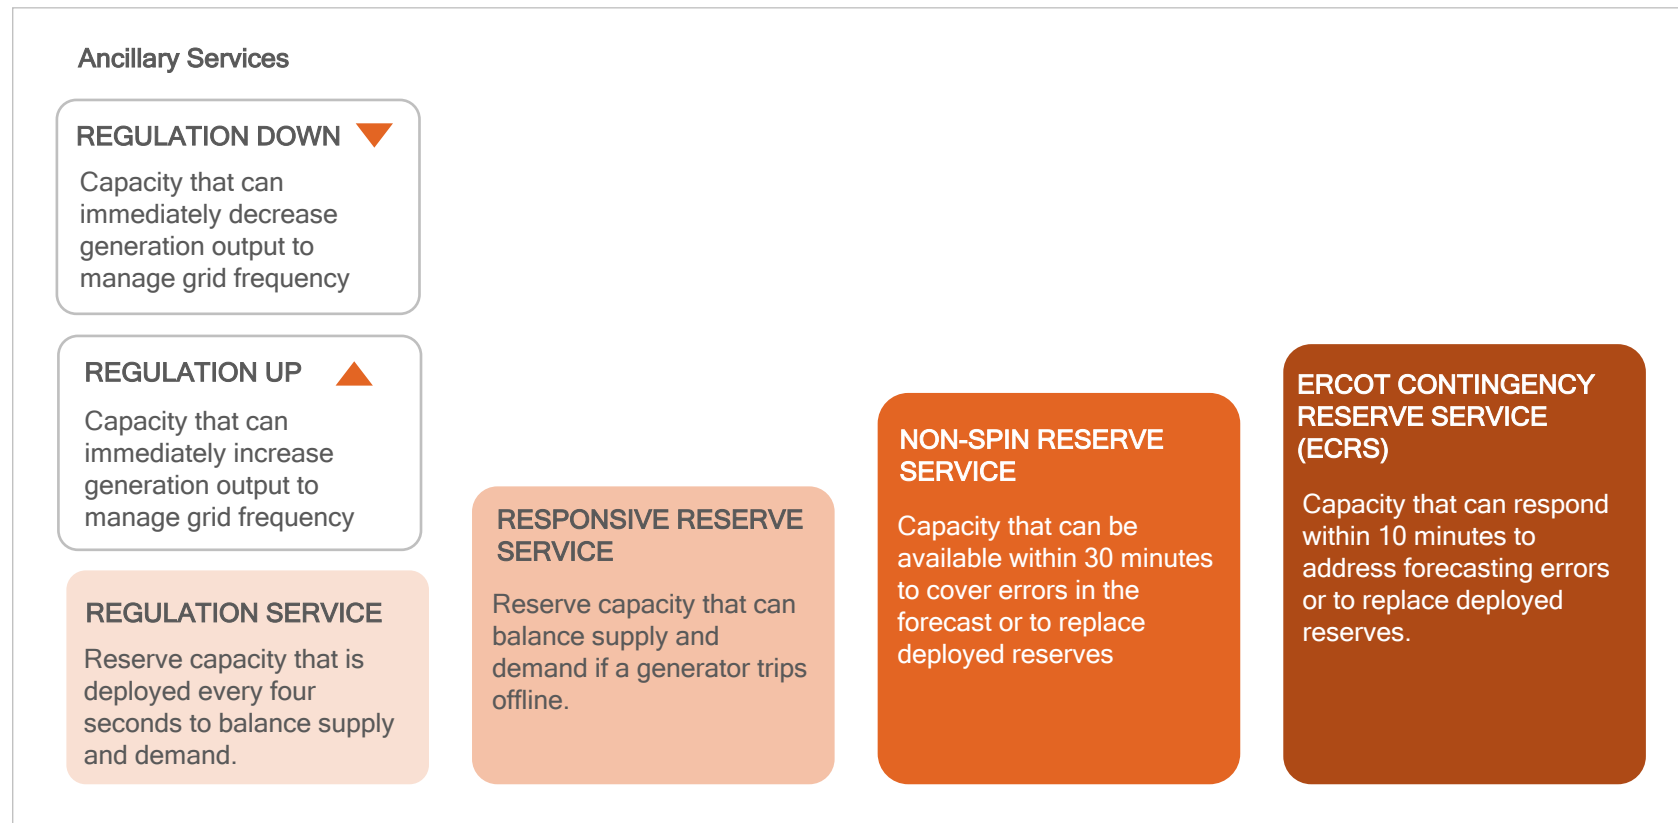 Ancillary Services
REGULATION DOWN
Capacity that can
immediately decrease
generation output to
manage grid frequency
REGULATION UP
Capacity that can
immediately increase
generation output to
manage grid frequency
REGULATION SERVICE
Reserve capacity that is
deployed every four
seconds to balance supply
and demand.
RESPONSIVE RESERVE
SERVICE
Reserve capacity that can
balance supply and
demand if a generator trips
offline.
NON-SPIN RESERVE
SERVICE
Capacity that can be
available within 30 minutes
to cover errors in the
forecast or to replace
deployed reserves
ERCOT CONTINGENCY
RESERVE SERVICE
(ECRS)
Capacity that can respond
within 10 minutes to
address forecasting errors
or to replace deployed
reserves.